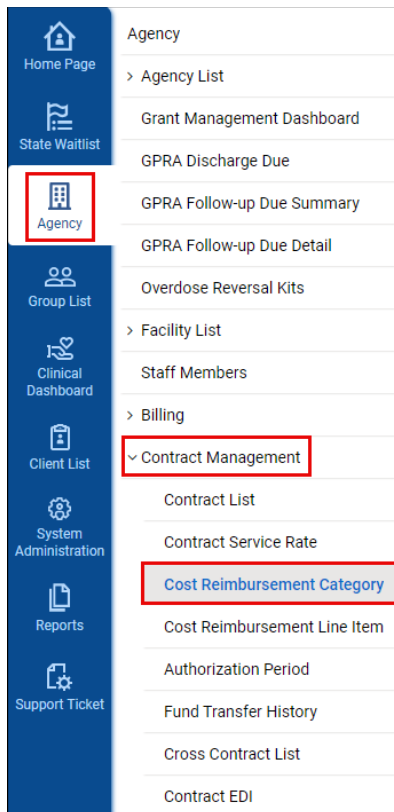 Home Page
State Waitlist
Agency
Group List
Clinical
Dashboard
Client List
System
Administration
Reports
Support Ticket
Agency
> Agency List
Grant Management Dashboard
GPRA Discharge Due
GPRA Follow-up Due Summary
GPRA Follow-up Due Detail
Overdose Reversal Kits
> Facility List
Staff Members
> Billing
Contract Management
Contract List
Contract Service Rate
Cost Reimbursement Category
Cost Reimbursement Line Item
Authorization Period
Fund Transfer History
Cross Contract List
Contract EDI